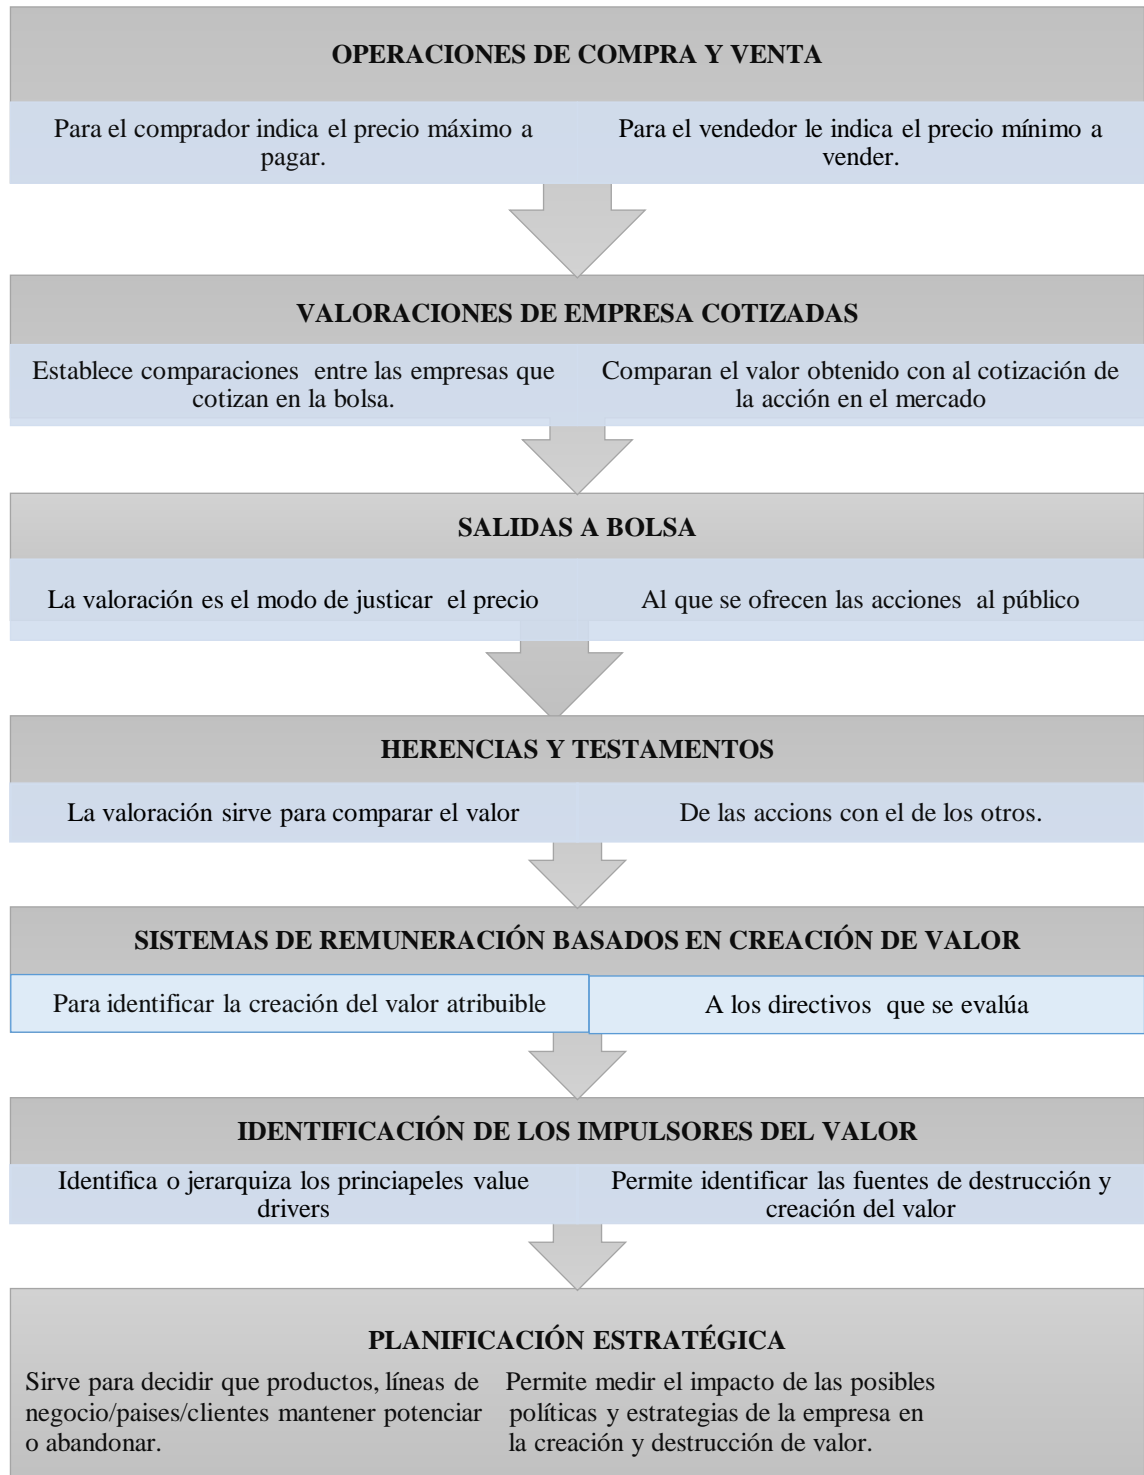 OPERACIONES DE COMPRA Y VENTA
Para el comprador indica el precio máximo a
pagar.
Para el vendedor le indica el precio mínimo a
vender.
VALORACIONES DE EMPRESA COTIZADAS
Establece comparaciones entre las empresas que
cotizan en la bolsa.
Comparan el valor obtenido con al cotización de
la acción en el mercado
SALIDAS A BOLSA
La valoración es el modo de justicar el precio
Al que se ofrecen las acciones al público
HERENCIAS Y TESTAMENTOS
La valoración sirve para comparar el valor
De las accions con el de los otros.
SISTEMAS DE REMUNERACIÓN BASADOS EN CREACIÓN DE VALOR
Para identificar la creación del valor atribuible
A los directivos que se evalúa
IDENTIFICACIÓN DE LOS IMPULSORES DEL VALOR
Identifica o jerarquiza los princiapeles value
drivers
Permite identificar las fuentes de destrucción y
creación del valor
PLANIFICACIÓN ESTRATÉGICA
Sirve para decidir que productos, líneas de
negocio/paises/clientes mantener potenciar
o abandonar.
Permite medir el impacto de las posibles
políticas y estrategias de la empresa en
la creación y destrucción de valor.